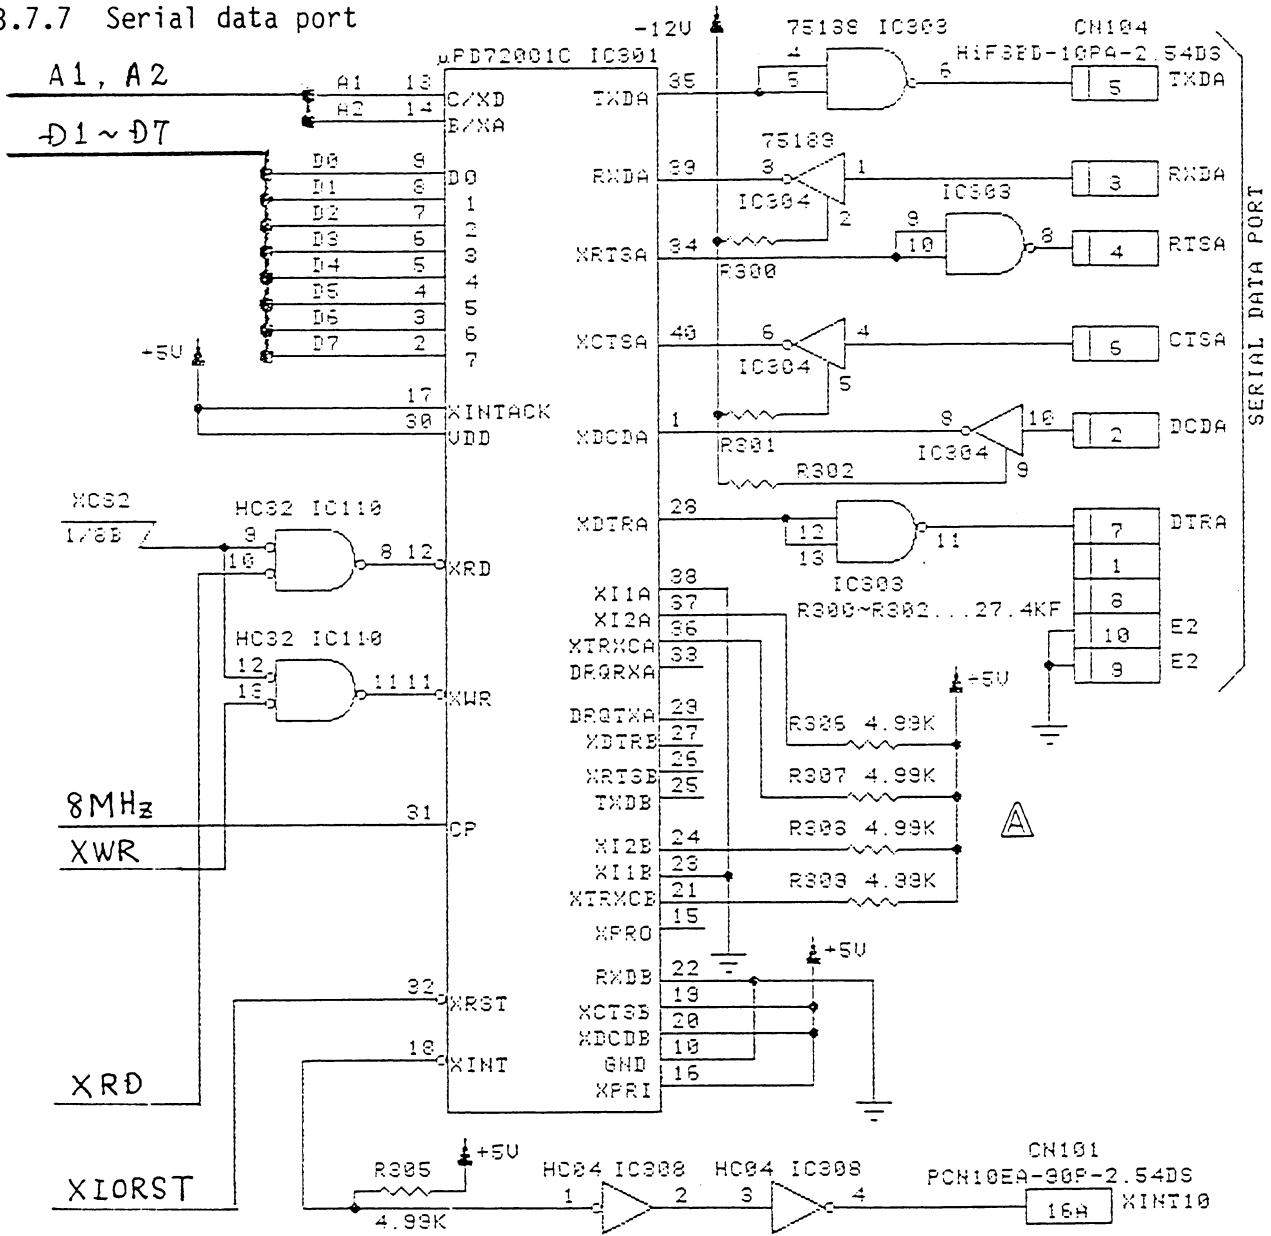 3.7.7 Serial data port
A1, A2
D1~D7
µPD72001C IC301
A1 13 C/XD
A2 14 B/XA
D0 9 D0
D1 8 1
D2 7 2
D3 6 3
D4 5 4
D5 4 5
D6 3 6
D7 2 7
+5V
17 XINTACK
30 VDD
XCS2
1/8B
HC32 IC110
9
10
8 12 XRD
HC32 IC110
12
13
11 11 XWR
8MHz
31 CP
XWR
32 XRST
18 XINT
XRD
XIORST
-12V
75188 IC303
CN104
HiF3BD-10PA-2.54DS
TXDA 35
4
5
6
5 TXDA
75189
RXDA 39
3
1
IC304
2
3 RXDA
IC303
XRTSA 34
9
10
8
4 RTSA
R300
XCTSA 40
6
4
IC304
5
6 CTSA
R301
XDCDA 1
8
10
IC304
9
2 DCDA
R302
XDTRA 28
12
13
11
IC303
7 DTRA
1
8
10 E2
9 E2
SERIAL DATA PORT
R300~R302...27.4KF
XI1A 38
XI2A 37
XTRXCA 36
DRQRXA 33
DRQTXA 29
XDTRB 27
XRTSB 26
TXDB 25
XI2B 24
XI1B 23
XTRXCB 21
XPRO 15
RXDB 22
XCTSB 19
XDCDB 20
GND 10
XPRI 16
+5V
R306 4.99K
R307 4.99K
R308 4.99K
R309 4.99K
A
+5V
R305
+5V
4.99K
HC04 IC308
1 2
HC04 IC308
3 4
CN101
PCN10EA-90P-2.54DS
16A XINT10